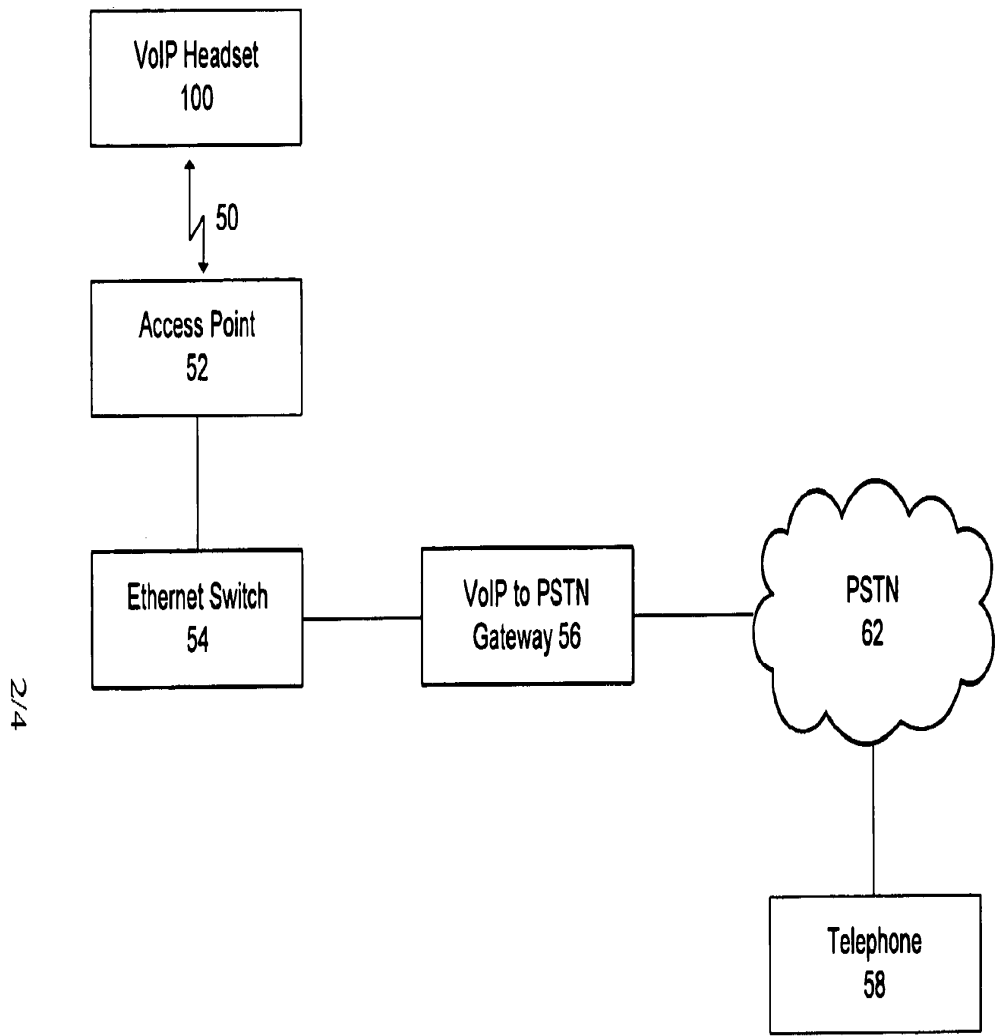 VoIP Headset
100
50
Access Point
52
Ethernet Switch
54
VoIP to PSTN
Gateway 56
PSTN
62
2/4
Telephone
58